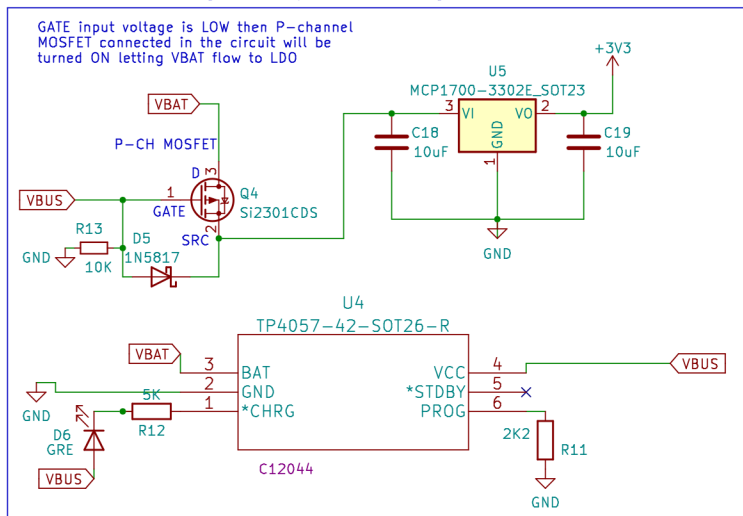 GATE input voltage is LOW then P-channel
MOSFET connected in the circuit will be
turned ON letting VBAT flow to LDO
+3V3
U5
MCP1700-3302E_SOT23
VBAT
3 VI VO 2
GND
1
C18
10uF
C19
10uF
GND
P-CH MOSFET
D 3
VBUS
1
GATE
Q4
Si2301CDS
2
SRC
R13
10K
GND
D5
1N5817
U4
TP4057-42-SOT26-R
VBAT
3 BAT
2 GND
1 *CHRG
VCC 4
*STDBY 5
PROG 6
VBUS
GND
5K
R12
D6
GRE
VBUS
2K2
R11
GND
C12044